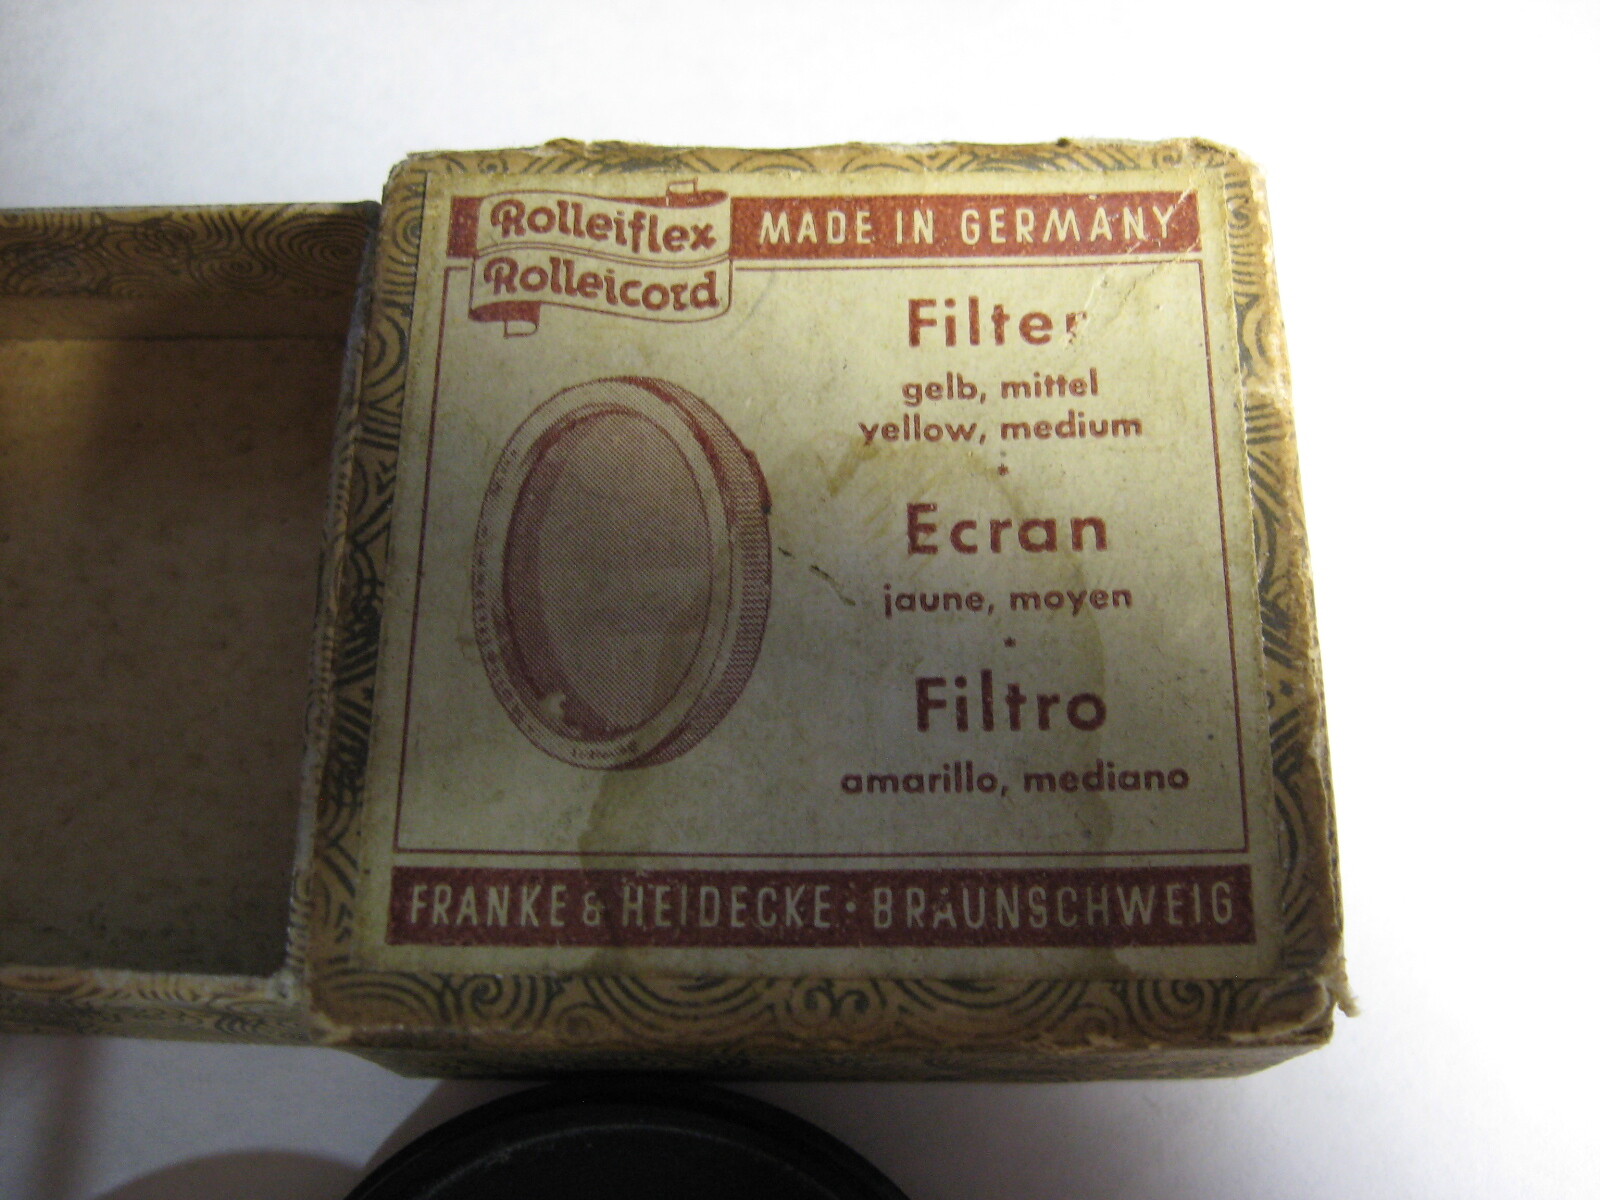 Rolleiflex
Rolleicord
MADE IN GERMANY
Filter
gelb, mittel
yellow, medium
*
Ecran
jaune, moyen
*
Filtro
amarillo, mediano
FRANKE & HEIDECKE · BRAUNSCHWEIG